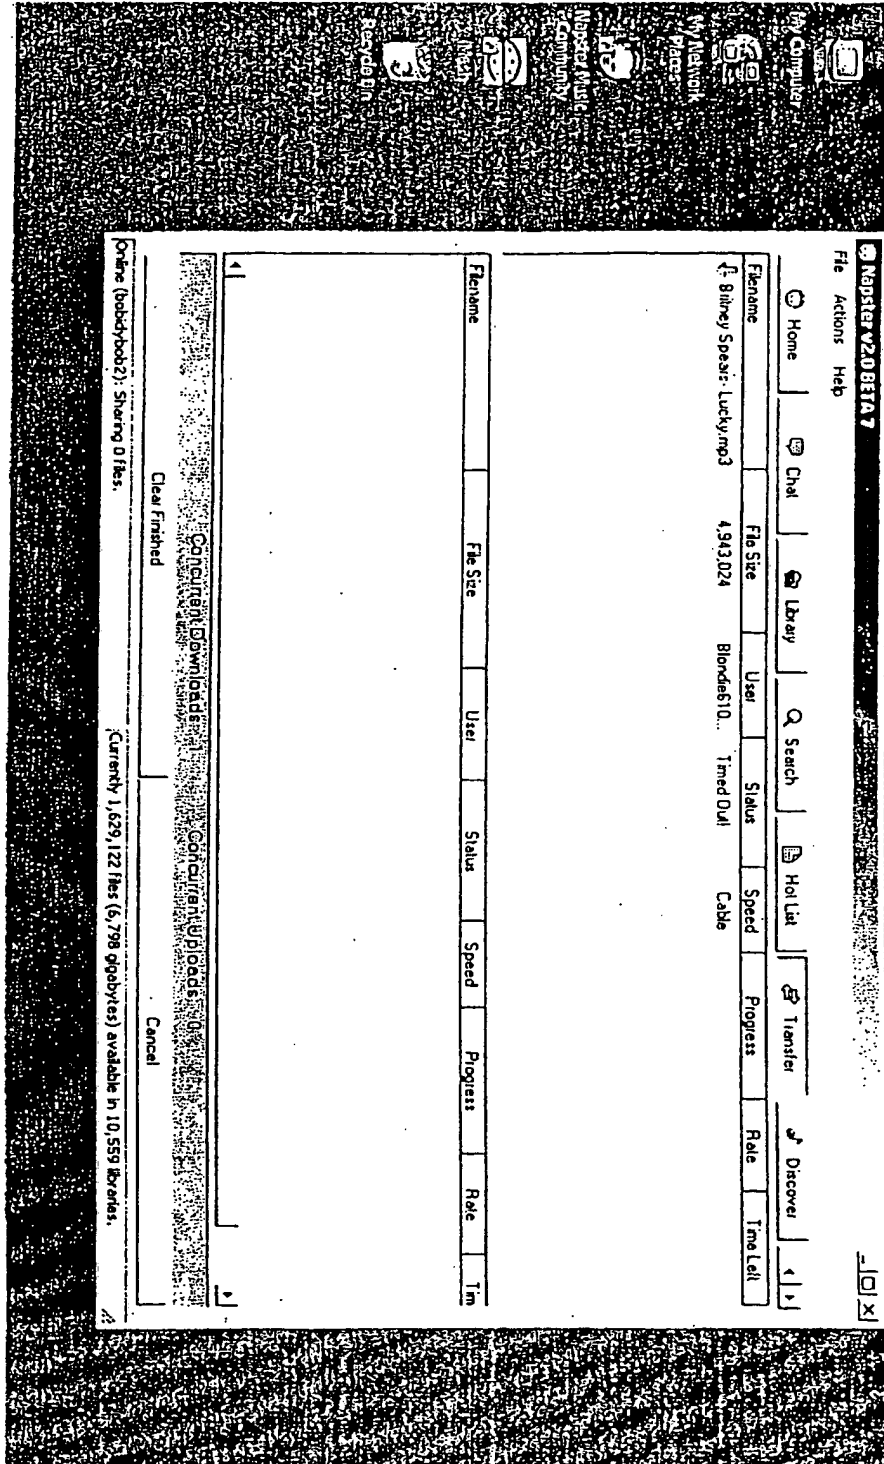 My Computer
My Network
Places
Napster Music
Community
Recycle Bin
Napster v2.0 BETA 7
File Actions Help
Home Chat Library Search Hot List Transfer Discover
Filename File Size User Status Speed Progress Rate Time Left
Britney Spears - Lucky.mp3 4,943,024 Blondie610... Timed Out! Cable
Filename File Size User Status Speed Progress Rate Tim
Concurrent Downloads: 1 Concurrent Uploads: 0
Clear Finished Cancel
Online (bobidybob2): Sharing 0 files. Currently 1,629,122 files (6,798 gigabytes) available in 10,559 libraries.